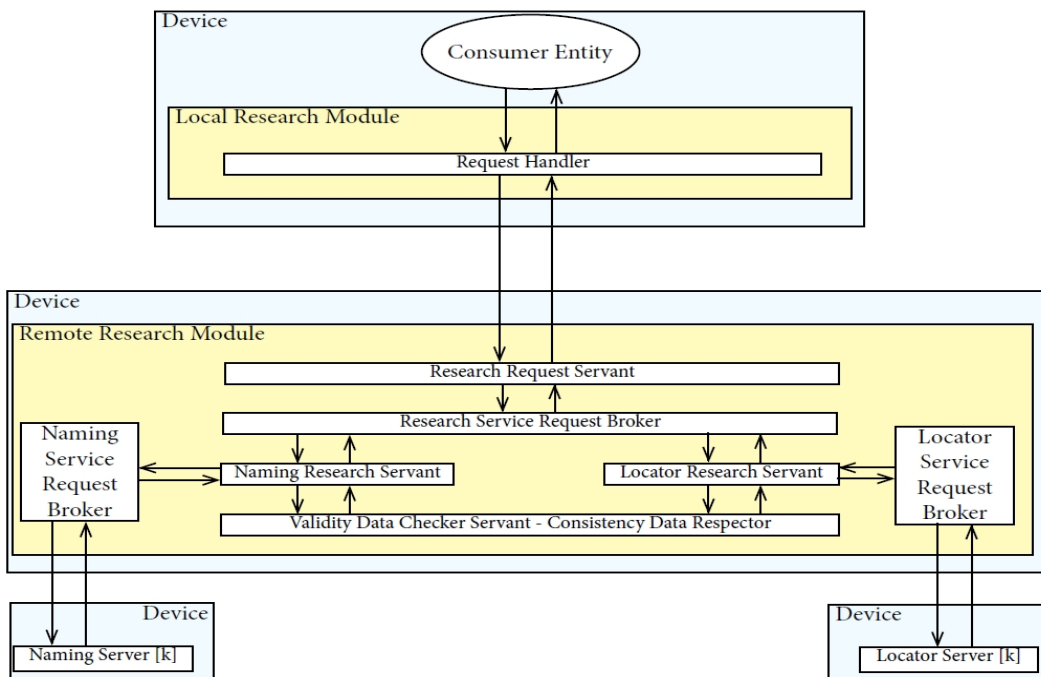 Device
Consumer Entity
Local Research Module
Request Handler
Device
Remote Research Module
Research Request Servant
Research Service Request Broker
Naming
Service
Request
Broker
Naming Research Servant
Locator Research Servant
Locator
Service
Request
Broker
Validity Data Checker Servant - Consistency Data Respector
Device
Naming Server [k]
Device
Locator Server [k]